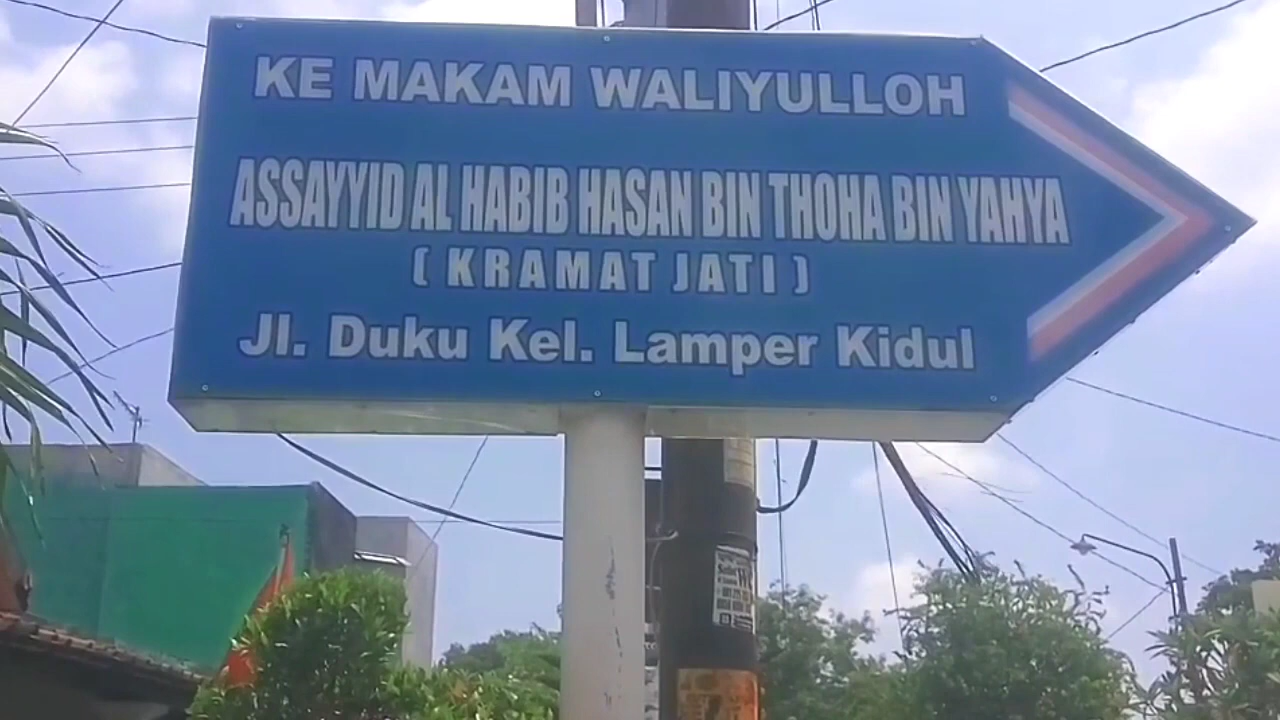 KE MAKAM WALIYULLOH
ASSAYYID AL HABIB HASAN BIN THOHA BIN YAHYA
( KRAMAT JATI )
Jl. Duku Kel. Lamper Kidul